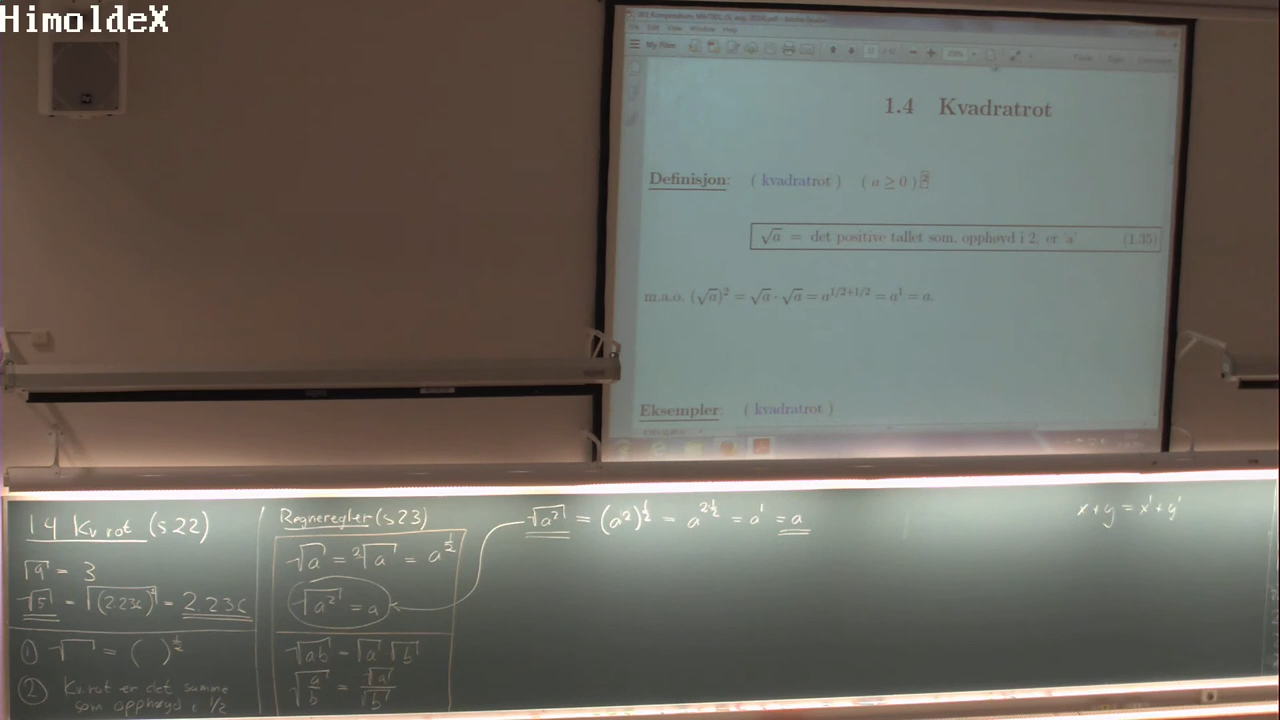 HimoldeX
My Files
1.4 Kvadratrot
Definisjon: ( kvadratrot ) ( a ≥ 0 ) 2
√a = det positive tallet som, opphøyd i 2, er 'a' (1.35)
m.a.o. (√a)² = √a · √a = a^{1/2+1/2} = a¹ = a.
Eksempler: ( kvadratrot )
1.4 Kv.rot (s 22)
√9 = 3
√5 = √(2.236)² = 2.236
① √ = ( )^{1/2}
② Kv.rot er det samme
som opphøyd i 1/2
Regneregler (s 23)
√a = ²√a = a^{1/2}
√a² = a
√ab = √a √b
√(a/b) = √a/√b
√a² = (a²)^{1/2} = a^{2·1/2} = a¹ = a
x + y = x¹ + y¹